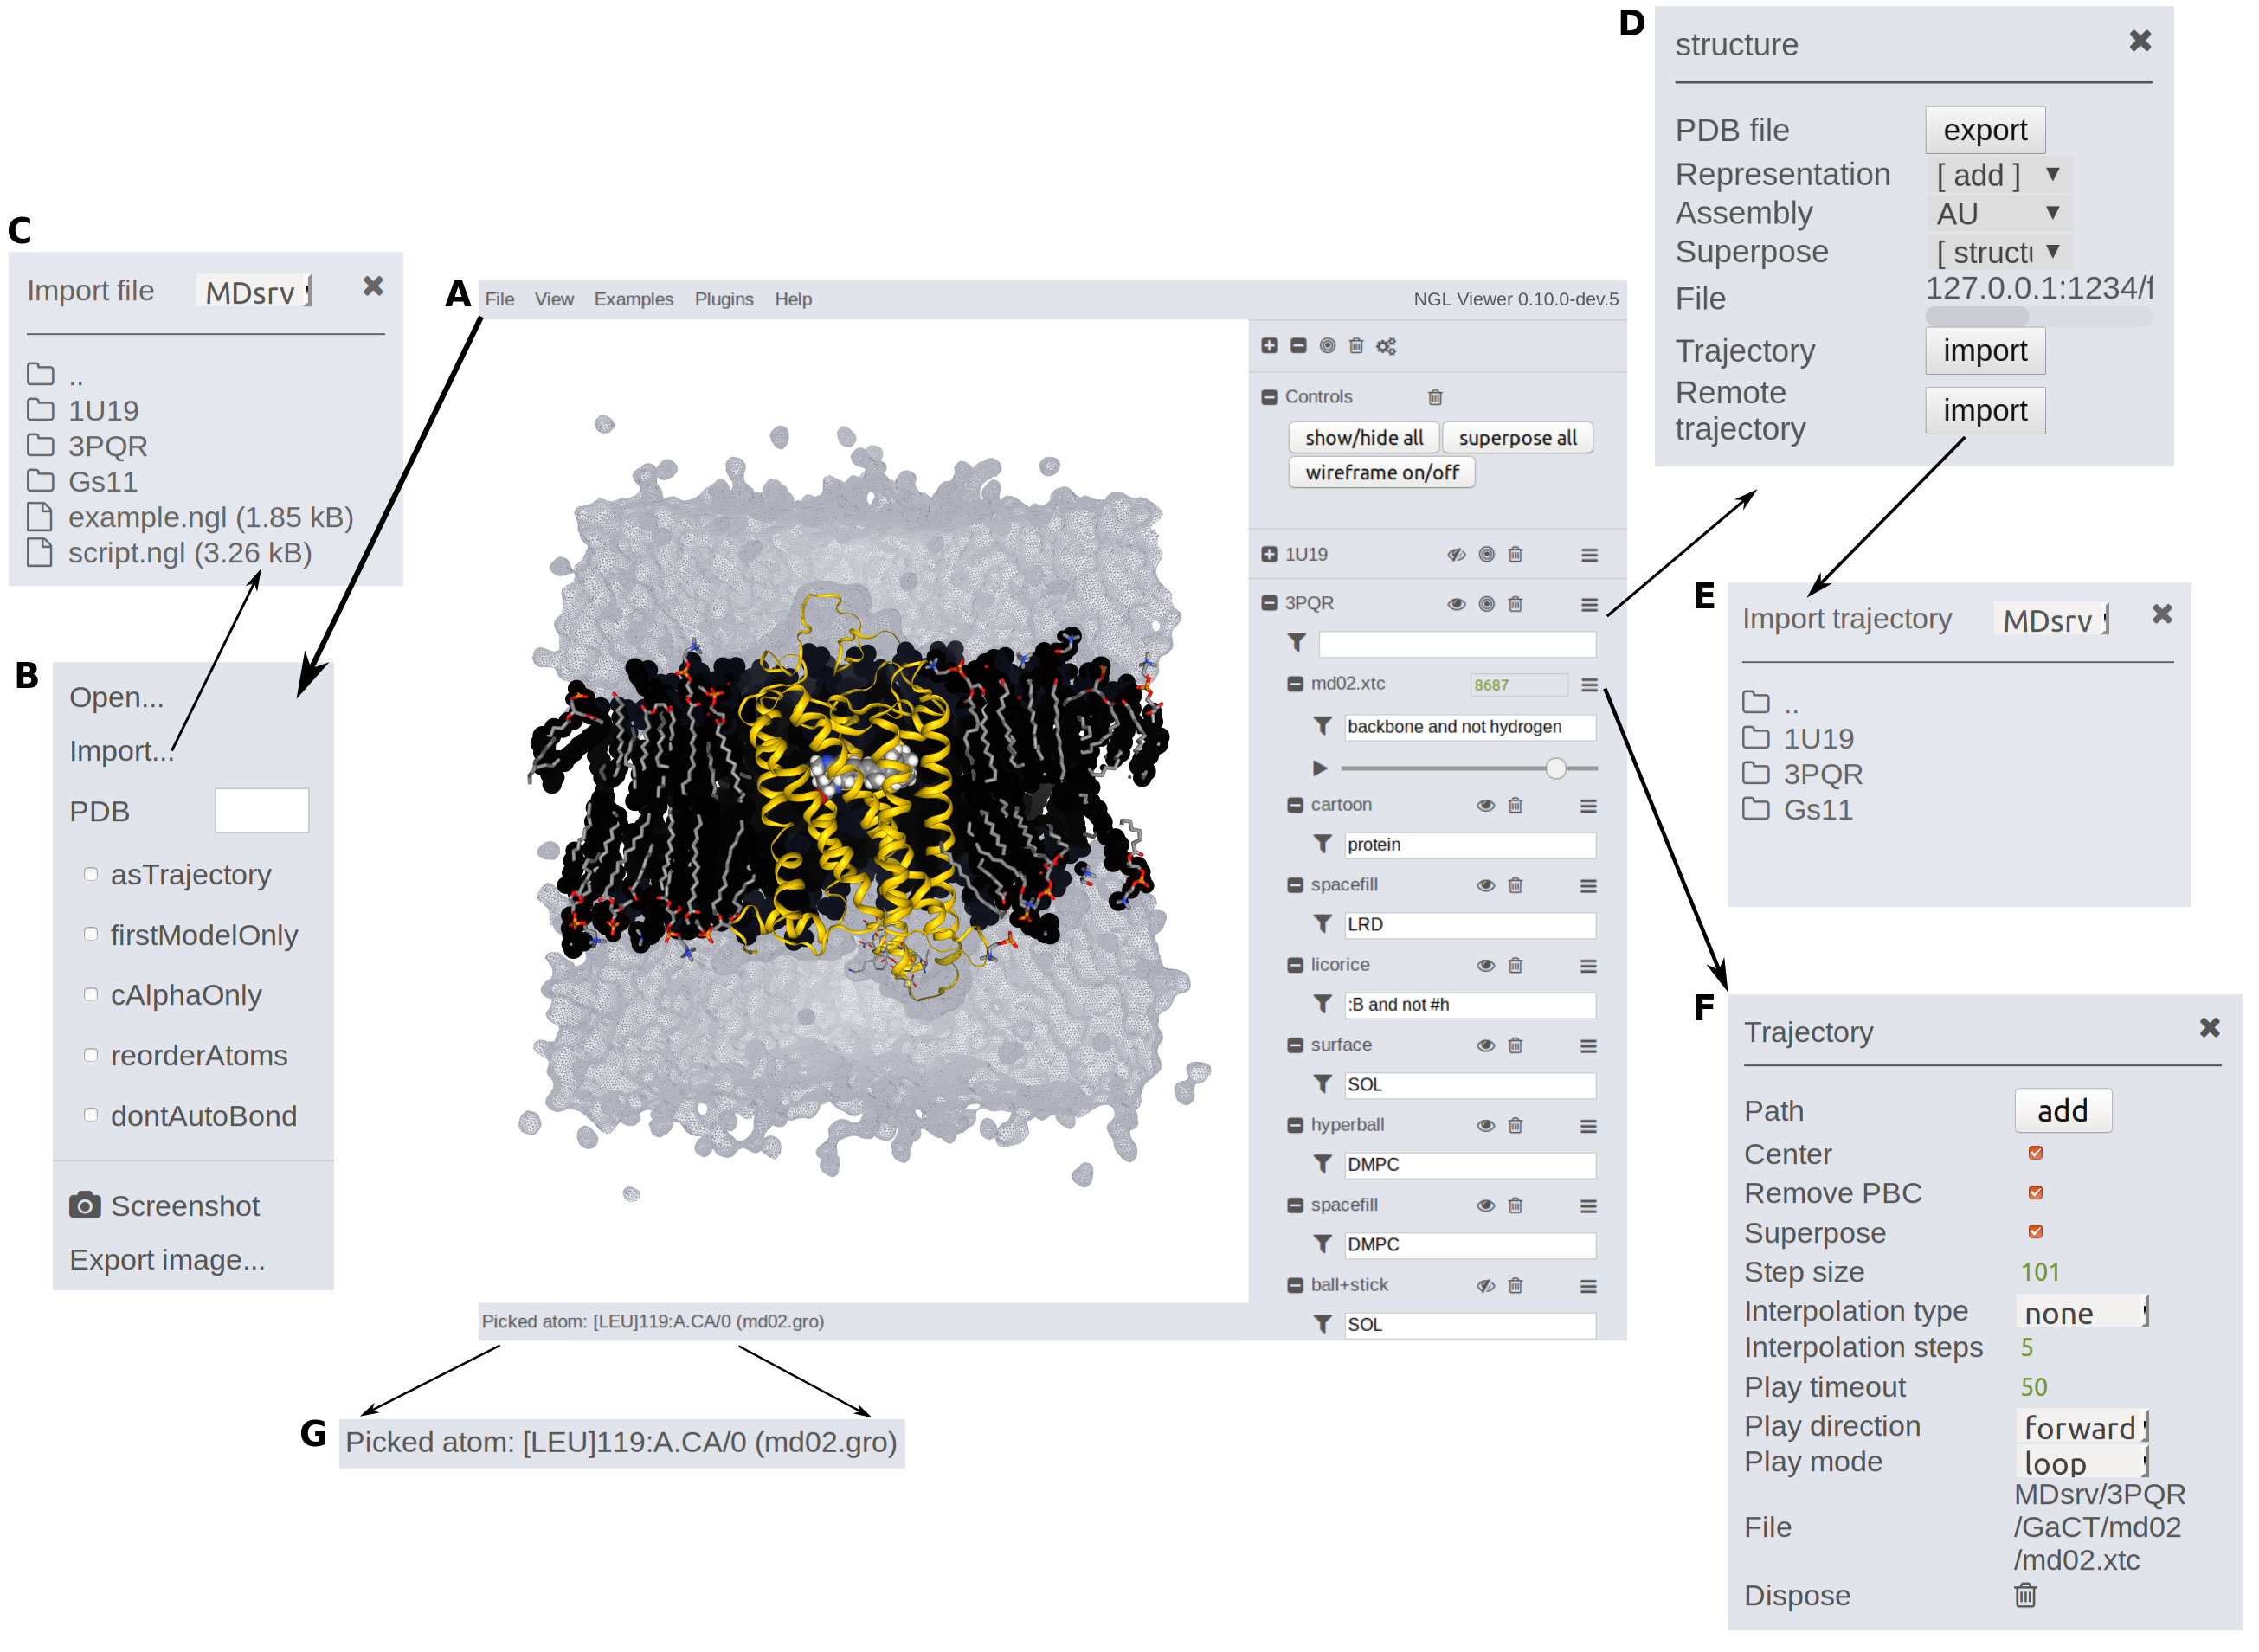 D
structure
PDB file export
Representation [ add ]
Assembly AU
Superpose [ structu
File 127.0.0.1:1234/f
Trajectory import
Remote
trajectory import
C
Import file MDsrv
..
1U19
3PQR
Gs11
example.ngl (1.85 kB)
script.ngl (3.26 kB)
A
File View Examples Plugins Help NGL Viewer 0.10.0-dev.5
Controls
show/hide all superpose all
wireframe on/off
1U19
3PQR
md02.xtc 8687
backbone and not hydrogen
cartoon
protein
spacefill
LRD
licorice
:B and not #h
surface
SOL
hyperball
DMPC
spacefill
DMPC
ball+stick
SOL
Picked atom: [LEU]119:A.CA/0 (md02.gro)
B
Open...
Import...
PDB
asTrajectory
firstModelOnly
cAlphaOnly
reorderAtoms
dontAutoBond
Screenshot
Export image...
E
Import trajectory MDsrv
..
1U19
3PQR
Gs11
F
Trajectory
Path add
Center
Remove PBC
Superpose
Step size 101
Interpolation type none
Interpolation steps 5
Play timeout 50
Play direction forward
Play mode loop
File MDsrv/3PQR
/GaCT/md02
/md02.xtc
Dispose
G
Picked atom: [LEU]119:A.CA/0 (md02.gro)